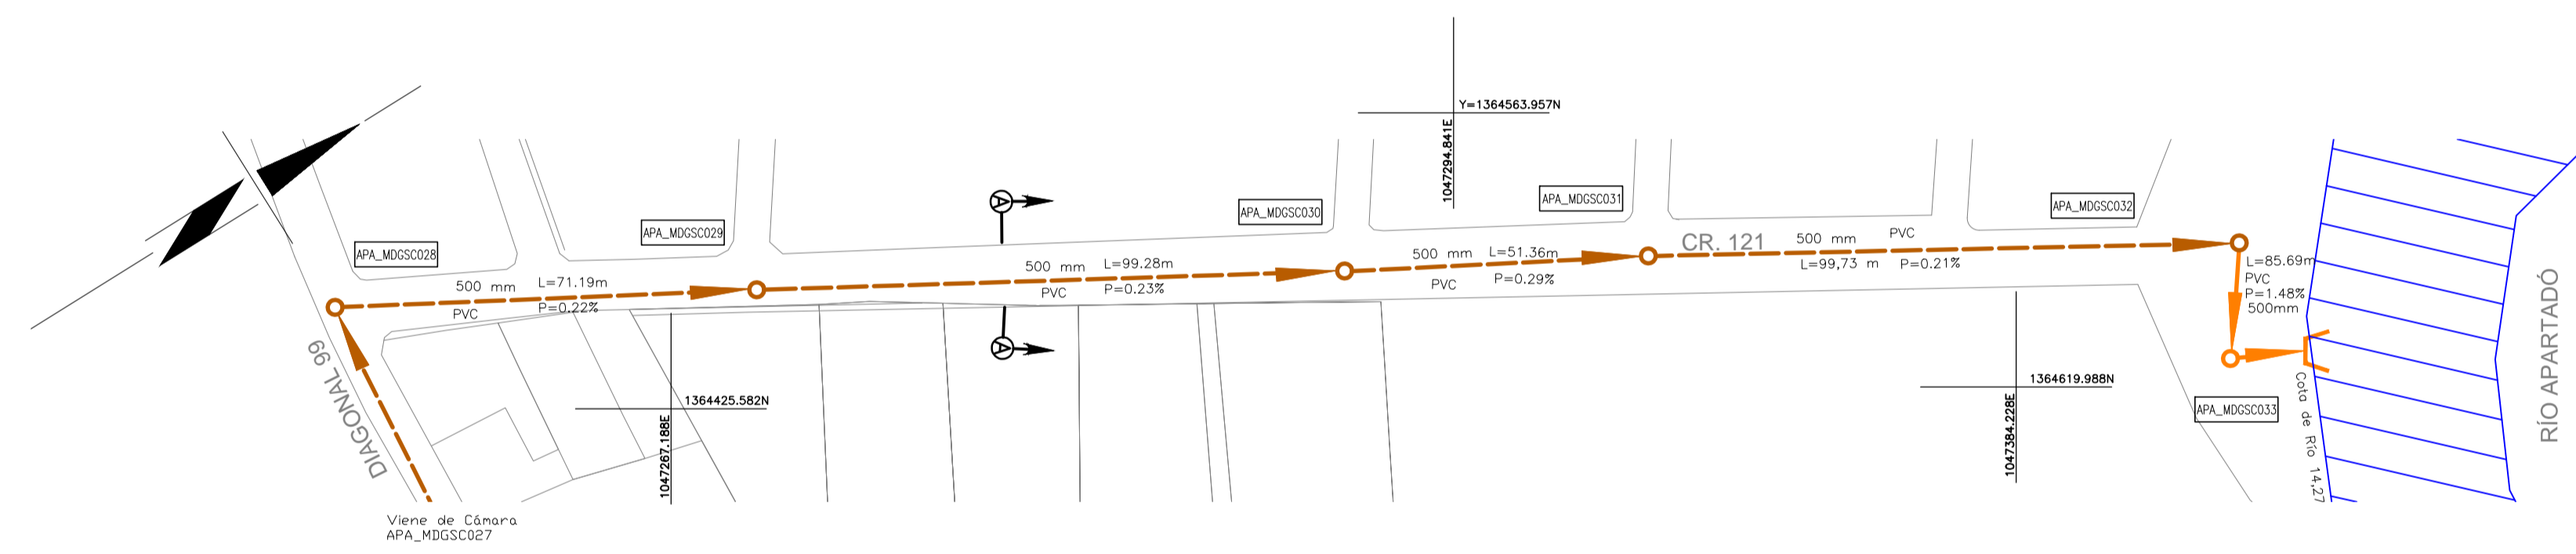 Y=1364563.957N
1047294.841E
APA_MDGSC028
APA_MDGSC029
A
APA_MDGSC030
APA_MDGSC031
APA_MDGSC032
500 mm L=71.19m
PVC P=0.22%
500 mm L=99.28m
PVC P=0.23%
500 mm L=51.36m
PVC P=0.29%
CR. 121
500 mm PVC
L=99,73 m P=0.21%
L=85.69m
PVC
P=1.48%
500mm
A
DIAGONAL 99
1364425.582N
1047267.188E
1364619.988N
1047384.228E
APA_MDGSC033
Cota de Río 14,27
RÍO APARTADÓ
Viene de Cámara
APA_MDGSC027